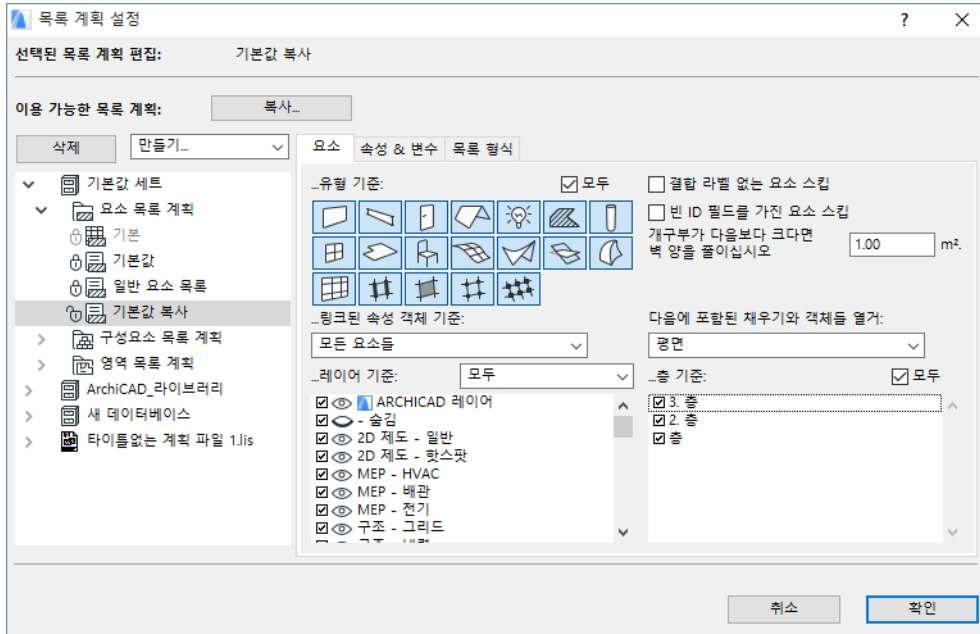 목록 계획 설정
?
선택된 목록 계획 편집: 기본값 복사
이용 가능한 목록 계획: 복사...
삭제 만들기...
기본값 세트
요소 목록 계획
기본
기본값
일반 요소 목록
기본값 복사
구성요소 목록 계획
영역 목록 계획
ArchiCAD_라이브러리
새 데이터베이스
타이틀없는 계획 파일 1.lis
요소 속성 & 변수 목록 형식
...유형 기준: 모두
결합 라벨 없는 요소 스킵
빈 ID 필드를 가진 요소 스킵
개구부가 다음보다 크다면
벽 양을 풀이십시오 1.00 m².
...링크된 속성 객체 기준:
모든 요소들
다음에 포함된 채우기와 객체들 열거:
평면
...레이어 기준: 모두
ARCHICAD 레이어
- 숨김
2D 제도 - 일반
2D 제도 - 핫스팟
MEP - HVAC
MEP - 배관
MEP - 전기
구조 - 그리드
...층 기준: 모두
3. 층
2. 층
층
취소 확인